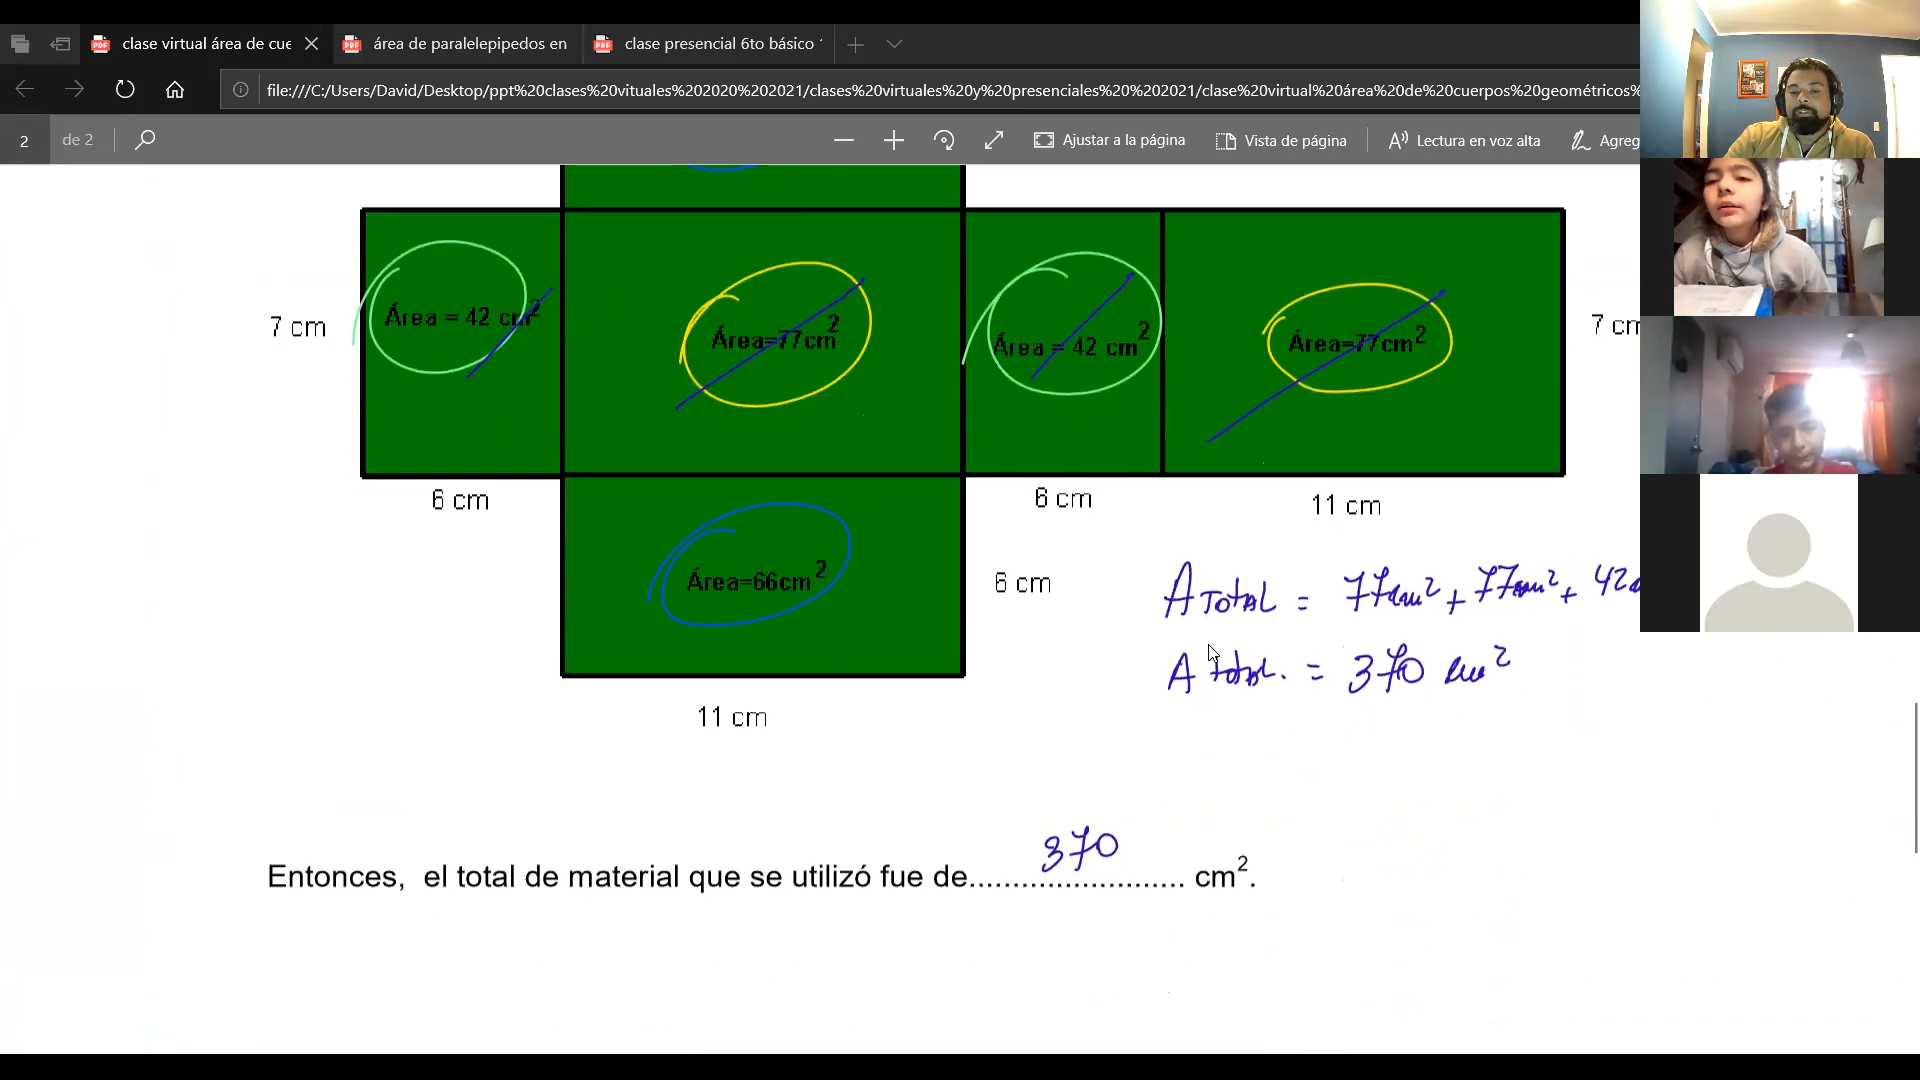 clase virtual área de cue
área de paralelepipedos en
clase presencial 6to básico
file:///C:/Users/David/Desktop/ppt%20clases%20vituales%202020%202021/clases%20virtuales%20y%20presenciales%20%202021/clase%20virtual%20área%20de%20cuerpos%20geométricos%
2 de 2
Ajustar a la página
Vista de página
Lectura en voz alta
Agreg
7 cm
Área = 42 cm²
Área=77cm²
Área = 42 cm²
Área=77cm²
7 cm
6 cm
6 cm
11 cm
Área=66cm²
6 cm
A TOTAL = 77cm² + 77cm² + 42c
A TOTAL. = 370 cm²
11 cm
370
Entonces, el total de material que se utilizó fue de......................... cm².